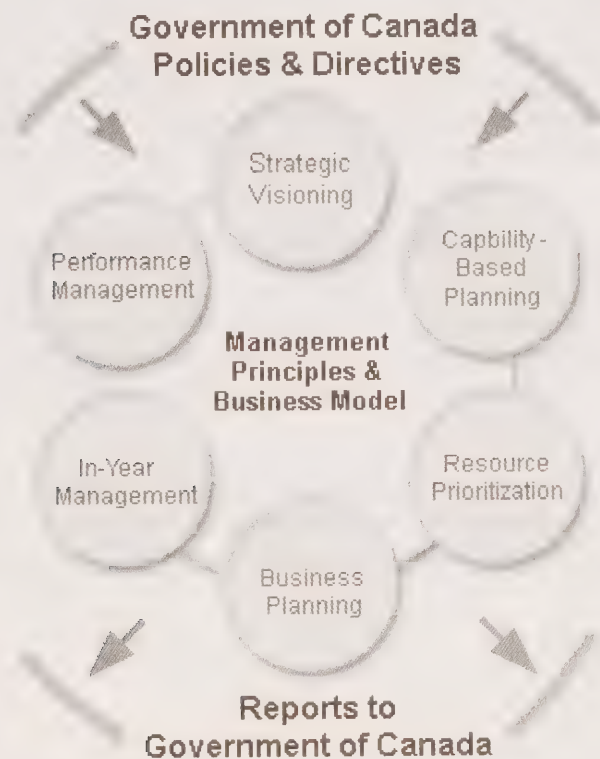 Government of Canada
Policies & Directives
Strategic
Visioning
Performance
Management
Capbility-
Based
Planning
Management
Principles &
Business Model
In-Year
Management
Resource
Prioritization
Business
Planning
Reports to
Government of Canada